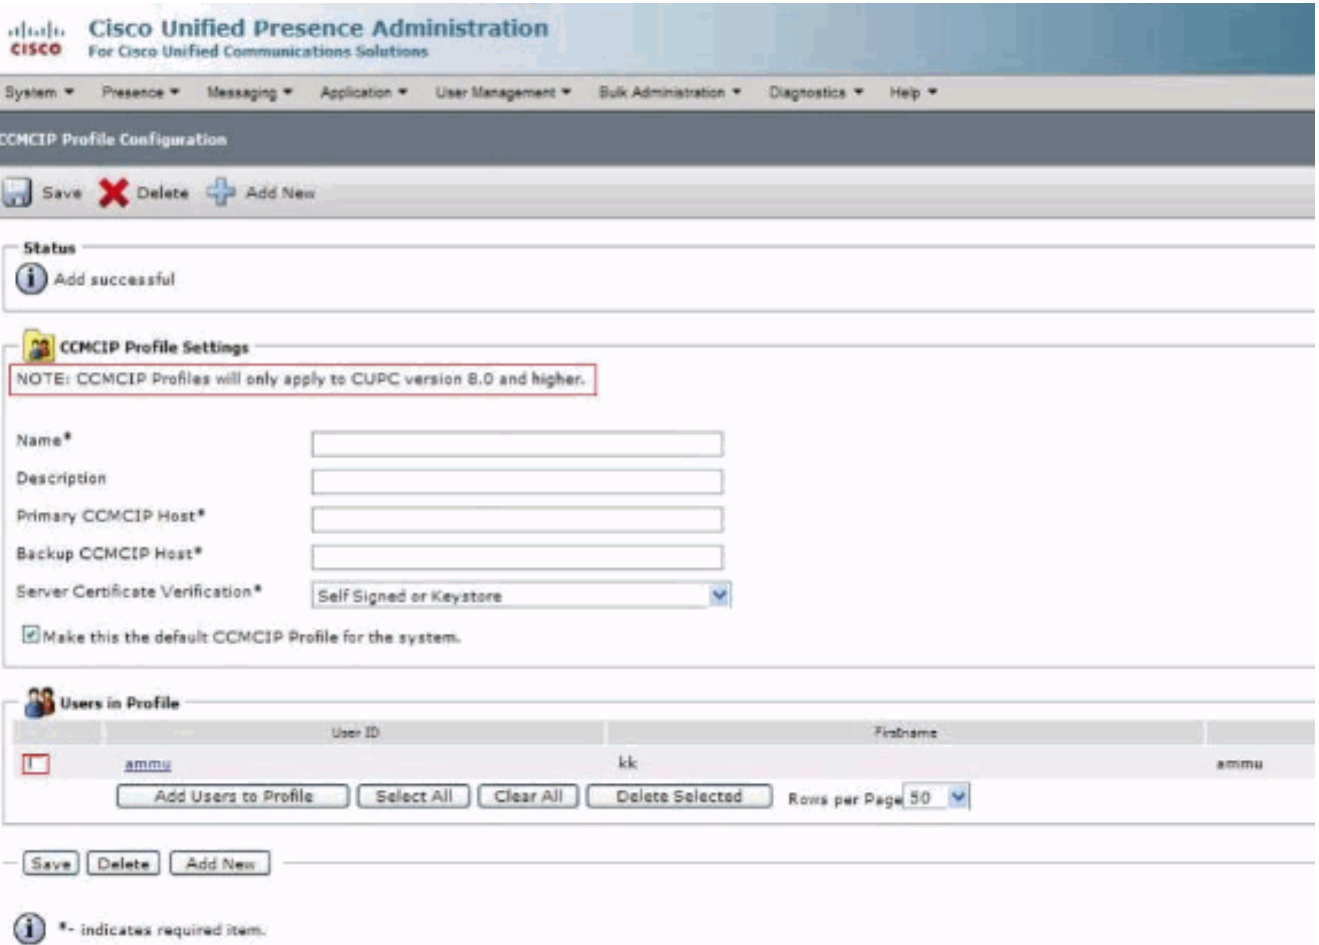 Cisco Unified Presence Administration
CISCO For Cisco Unified Communications Solutions
System Presence Messaging Application User Management Bulk Administration Diagnostics Help
CCMCIP Profile Configuration
Save Delete Add New
Status
Add successful
CCMCIP Profile Settings
NOTE: CCMCIP Profiles will only apply to CUPC version 8.0 and higher.
Name*
Description
Primary CCMCIP Host*
Backup CCMCIP Host*
Server Certificate Verification* Self Signed or Keystore
Make this the default CCMCIP Profile for the system.
Users in Profile
User ID Firstname
ammu kk ammu
Add Users to Profile Select All Clear All Delete Selected Rows per Page 50
Save Delete Add New
*- indicates required item.